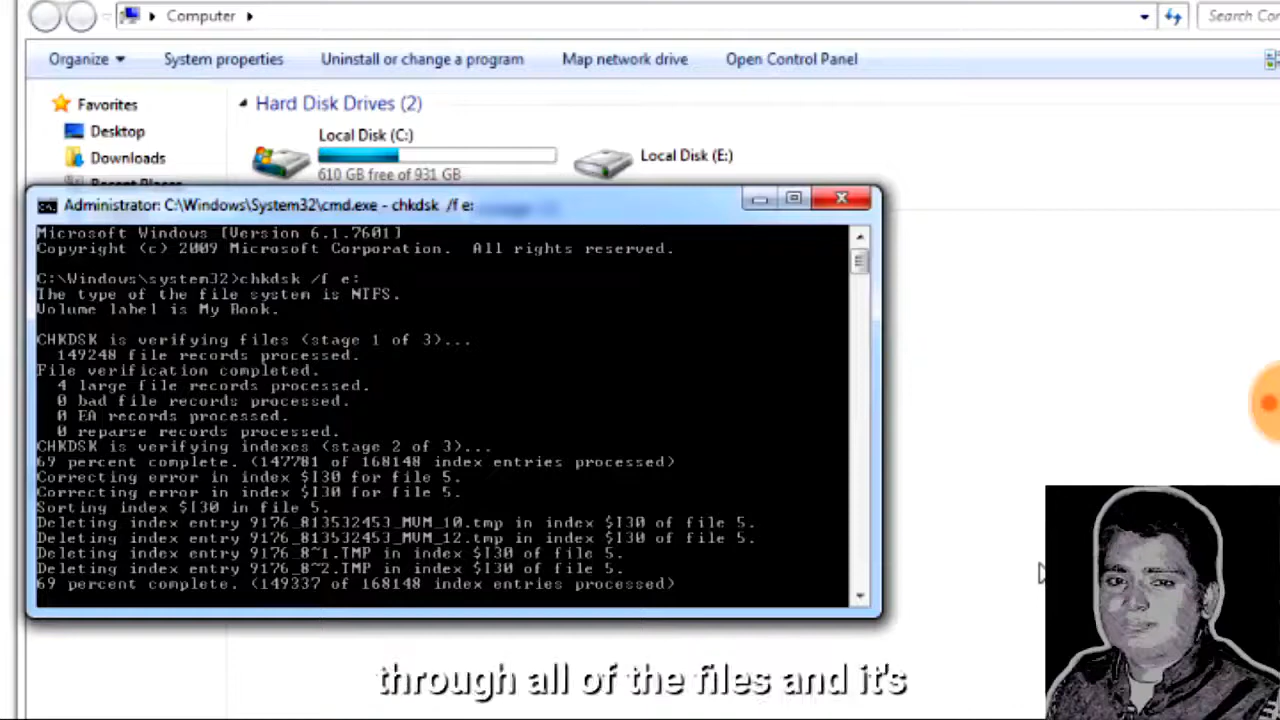 Computer
Search Co
Organize
System properties
Uninstall or change a program
Map network drive
Open Control Panel
Favorites
Desktop
Downloads
Recent Places
Hard Disk Drives (2)
Local Disk (C:)
610 GB free of 931 GB
Local Disk (E:)
Administrator: C:\Windows\System32\cmd.exe - chkdsk /f e:
Microsoft Windows [Version 6.1.7601]
Copyright (c) 2009 Microsoft Corporation. All rights reserved.
C:\Windows\system32>chkdsk /f e:
The type of the file system is NTFS.
Volume label is My Book.
CHKDSK is verifying files (stage 1 of 3)...
149248 file records processed.
File verification completed.
4 large file records processed.
0 bad file records processed.
0 EA records processed.
0 reparse records processed.
CHKDSK is verifying indexes (stage 2 of 3)...
69 percent complete. (147781 of 168148 index entries processed)
Correcting error in index $I30 for file 5.
Correcting error in index $I30 for file 5.
Sorting index $I30 in file 5.
Deleting index entry 9176_813532453_MVM_10.tmp in index $I30 of file 5.
Deleting index entry 9176_813532453_MVM_12.tmp in index $I30 of file 5.
Deleting index entry 9176_8~1.TMP in index $I30 of file 5.
Deleting index entry 9176_8~2.TMP in index $I30 of file 5.
69 percent complete. (149337 of 168148 index entries processed)
through all of the files and it's